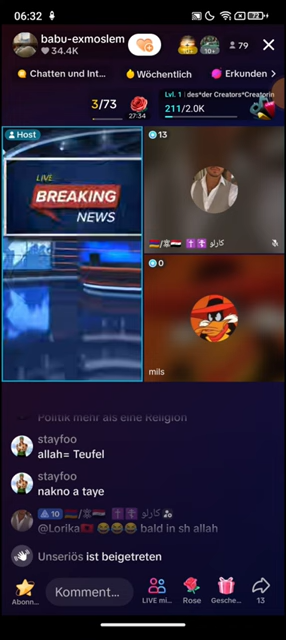 06:32
72
babu-exmoslem
34.4K
10+
79
Chatten und Int...
Wöchentlich
Erkunden
3/73
27:34
Lvl. 1 | des*der Creators*Creatorin
211/2.0K
Host
LIVE
BREAKING
NEWS
13
كارلو
0
mils
Politik mehr als eine Religion
stayfoo
allah= Teufel
stayfoo
nakno a taye
10 كارلو
@Lorika🇦🇱 😂😂😂 bald in sh allah
Unseriös ist beigetreten
Abonn...
Komment...
LIVE mi...
Rose
Gesche...
13